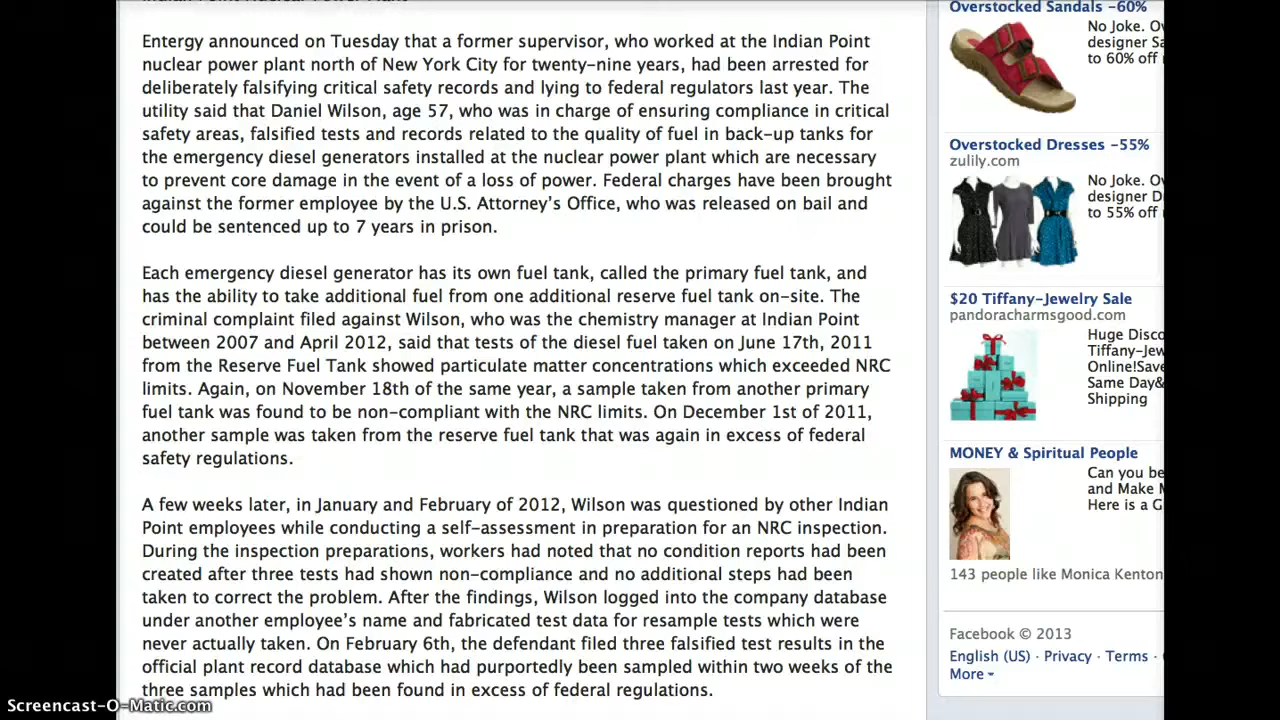 Indian Point Nuclear Power Plant
Entergy announced on Tuesday that a former supervisor, who worked at the Indian Point
nuclear power plant north of New York City for twenty-nine years, had been arrested for
deliberately falsifying critical safety records and lying to federal regulators last year. The
utility said that Daniel Wilson, age 57, who was in charge of ensuring compliance in critical
safety areas, falsified tests and records related to the quality of fuel in back-up tanks for
the emergency diesel generators installed at the nuclear power plant which are necessary
to prevent core damage in the event of a loss of power. Federal charges have been brought
against the former employee by the U.S. Attorney's Office, who was released on bail and
could be sentenced up to 7 years in prison.
Each emergency diesel generator has its own fuel tank, called the primary fuel tank, and
has the ability to take additional fuel from one additional reserve fuel tank on-site. The
criminal complaint filed against Wilson, who was the chemistry manager at Indian Point
between 2007 and April 2012, said that tests of the diesel fuel taken on June 17th, 2011
from the Reserve Fuel Tank showed particulate matter concentrations which exceeded NRC
limits. Again, on November 18th of the same year, a sample taken from another primary
fuel tank was found to be non-compliant with the NRC limits. On December 1st of 2011,
another sample was taken from the reserve fuel tank that was again in excess of federal
safety regulations.
A few weeks later, in January and February of 2012, Wilson was questioned by other Indian
Point employees while conducting a self-assessment in preparation for an NRC inspection.
During the inspection preparations, workers had noted that no condition reports had been
created after three tests had shown non-compliance and no additional steps had been
taken to correct the problem. After the findings, Wilson logged into the company database
under another employee's name and fabricated test data for resample tests which were
never actually taken. On February 6th, the defendant filed three falsified test results in the
official plant record database which had purportedly been sampled within two weeks of the
three samples which had been found in excess of federal regulations.
Overstocked Sandals -60%
No Joke. Ov
designer Sa
to 60% off
Overstocked Dresses -55%
zulily.com
No Joke. Ov
designer D
to 55% off
$20 Tiffany-Jewelry Sale
pandoracharmsgood.com
Huge Disco
Tiffany-Jew
Online!Save
Same Day&
Shipping
MONEY & Spiritual People
Can you be
and Make M
Here is a G
143 people like Monica Kenton
Facebook © 2013
English (US) · Privacy · Terms ·
More
Screencast-O-Matic.com